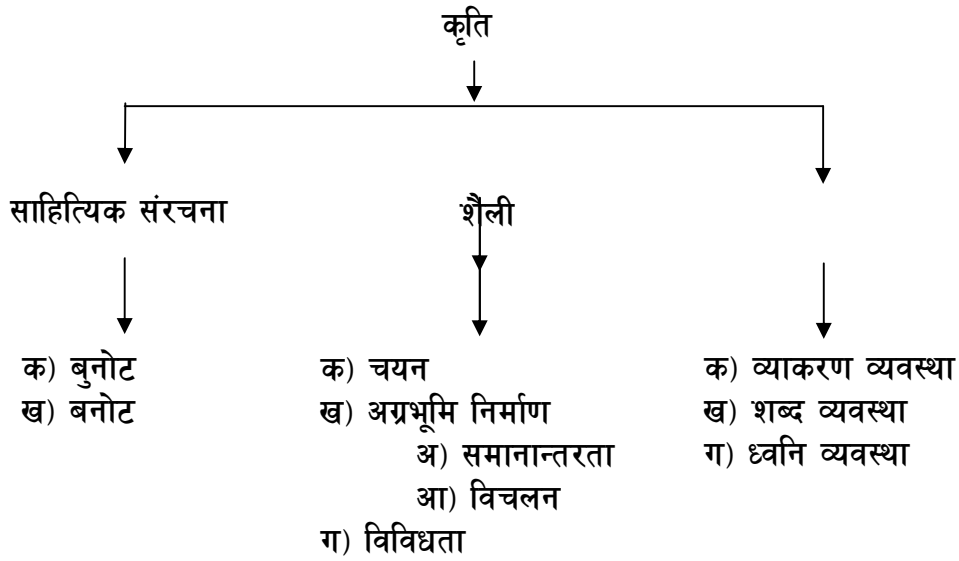 कृति
साहित्यिक संरचना
शैली
क) बुनोट
ख) बनोट
क) चयन
ख) अग्रभूमि निर्माण
अ) समानान्तरता
आ) विचलन
ग) विविधता
क) व्याकरण व्यवस्था
ख) शब्द व्यवस्था
ग) ध्वनि व्यवस्था